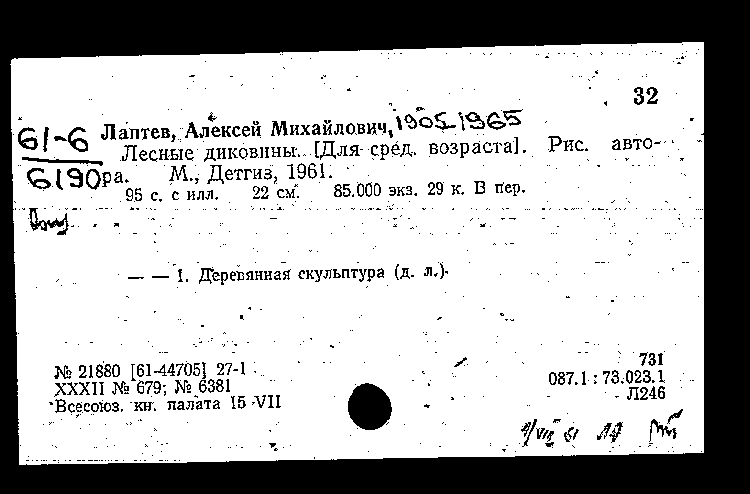 32
61-6 Лаптев, Алексей Михайлович, 1905-1965
Лесные диковины. [Для сред. возраста]. Рис. авто-
6190 ра. М., Детгиз, 1961.
95 с. с илл. 22 см. 85.000 экз. 29 к. В пер.
— — 1. Деревянная скульптура (д. л.).
№ 21880 [61-44705] 27-1
XXXII № 679; № 6381
Всесоюз. кн. палата 15 VII
731
087.1 : 73.023.1
Л246